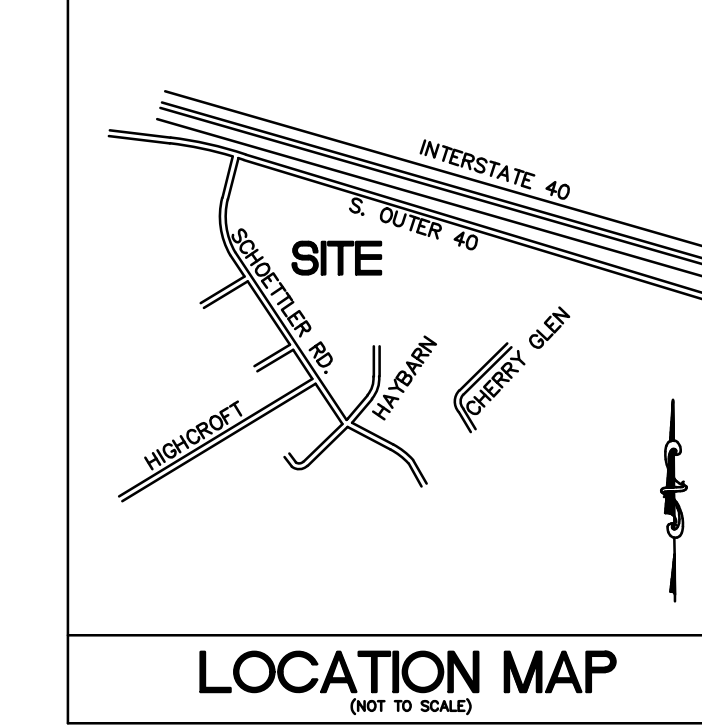 INTERSTATE 40
S. OUTER 40
SITE
SCHOETTLER RD.
CHERRY GLEN
HAYBARN
HIGHCROFT
LOCATION MAP
(NOT TO SCALE)